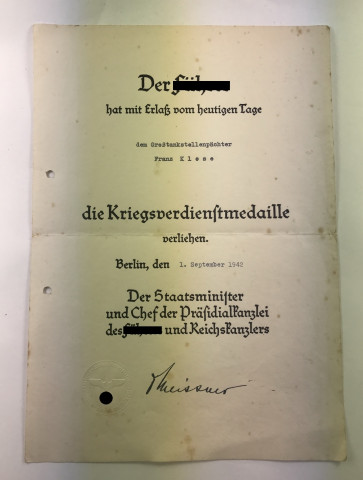 Der
hat mit Erlaß vom heutigen Tage
dem Großtankstellenpächter
Franz Klose
die Kriegsverdienstmedaille
verliehen.
Berlin, den 1. September 1942
Der Staatsminister
und Chef der Präsidialkanzlei
des und Reichskanzlers
Meissner